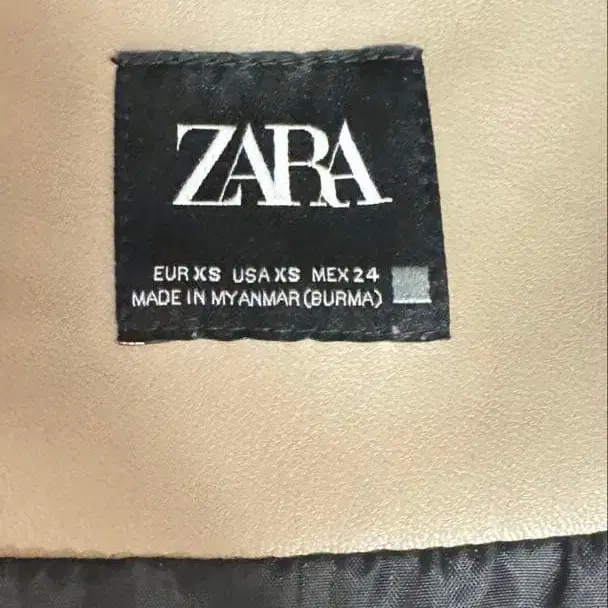 ZARA
EUR XS USA XS MEX 24
MADE IN MYANMAR (BURMA)